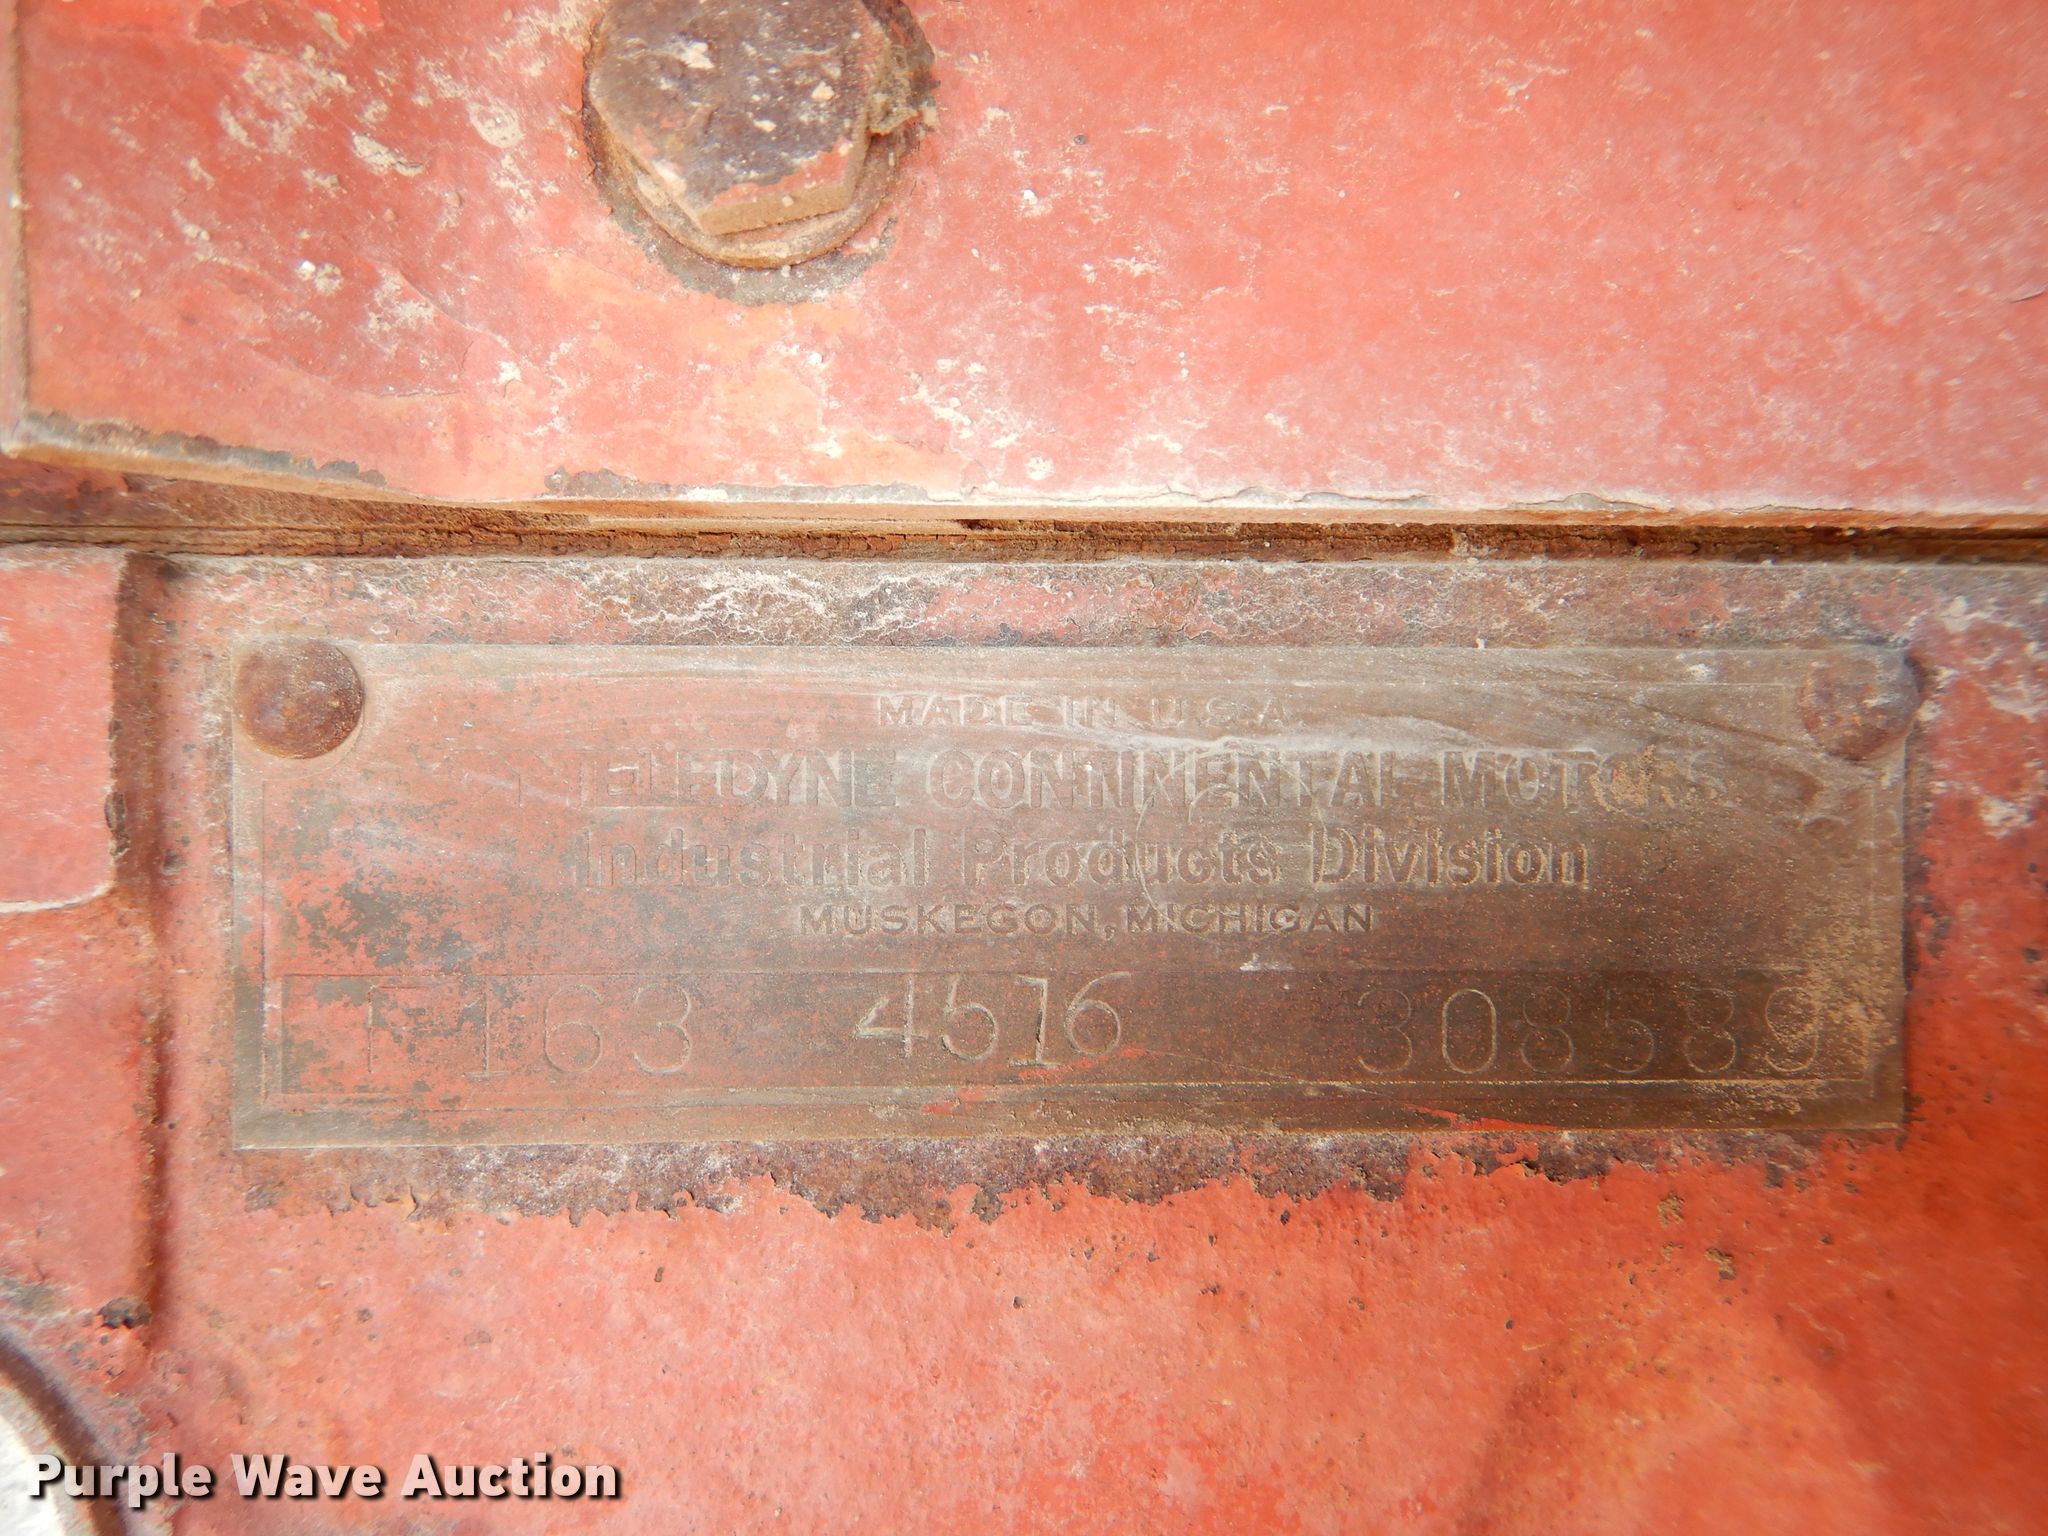 MADE IN U.S.A.
TELEDYNE CONTINENTAL MOTORS
Industrial Products Division
MUSKEGON, MICHIGAN
F163 4516 308589
Purple Wave Auction